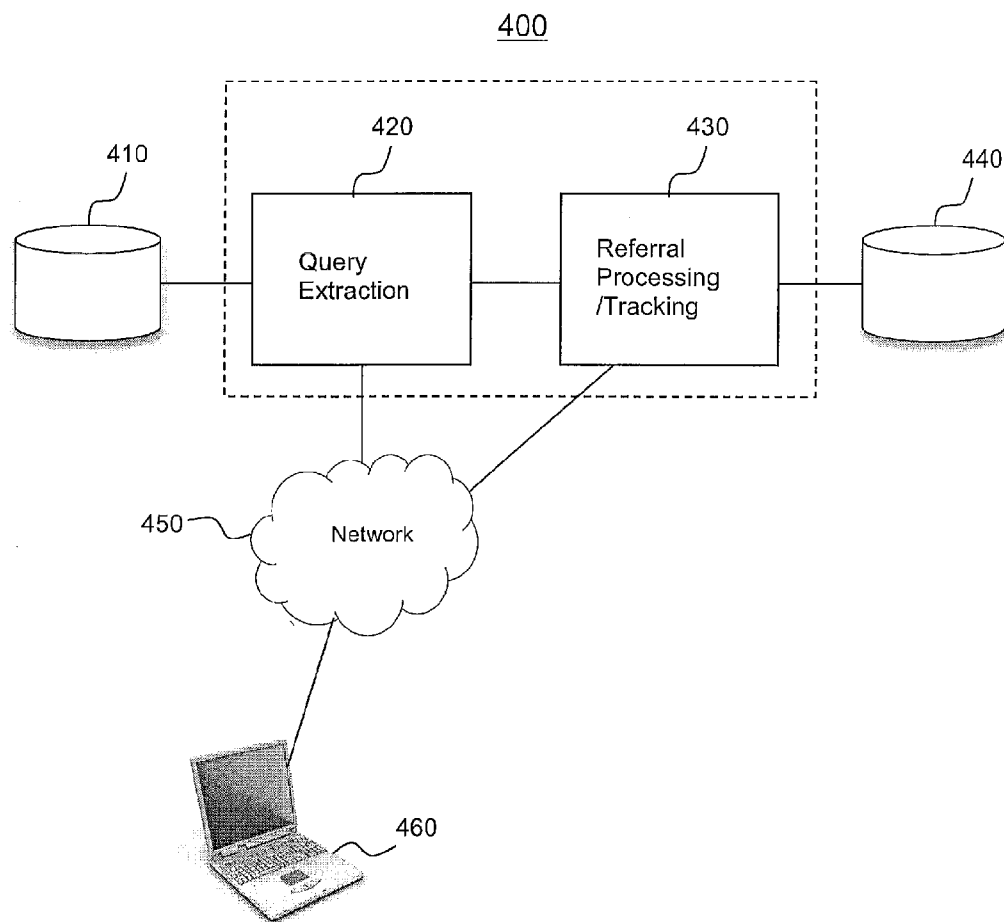 400
420
430
410
440
Query
Extraction
Referral
Processing
/Tracking
450
Network
460